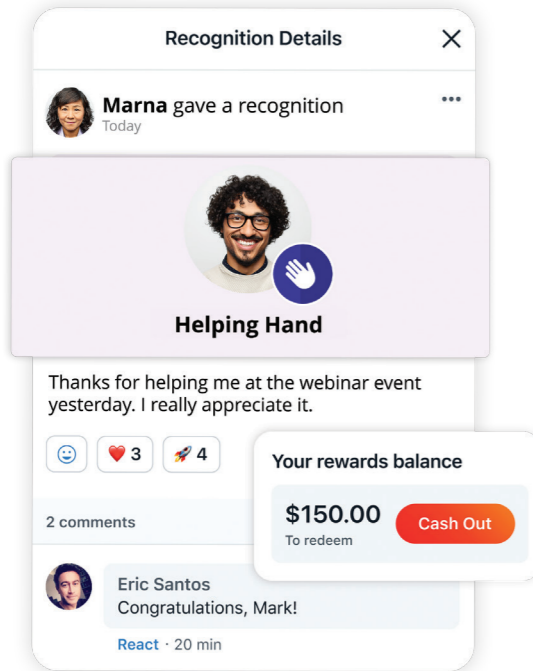 Recognition Details
Marna gave a recognition
Today
Helping Hand
Thanks for helping me at the webinar event
yesterday. I really appreciate it.
3
4
Your rewards balance
$150.00
To redeem
Cash Out
2 comments
Eric Santos
Congratulations, Mark!
React · 20 min